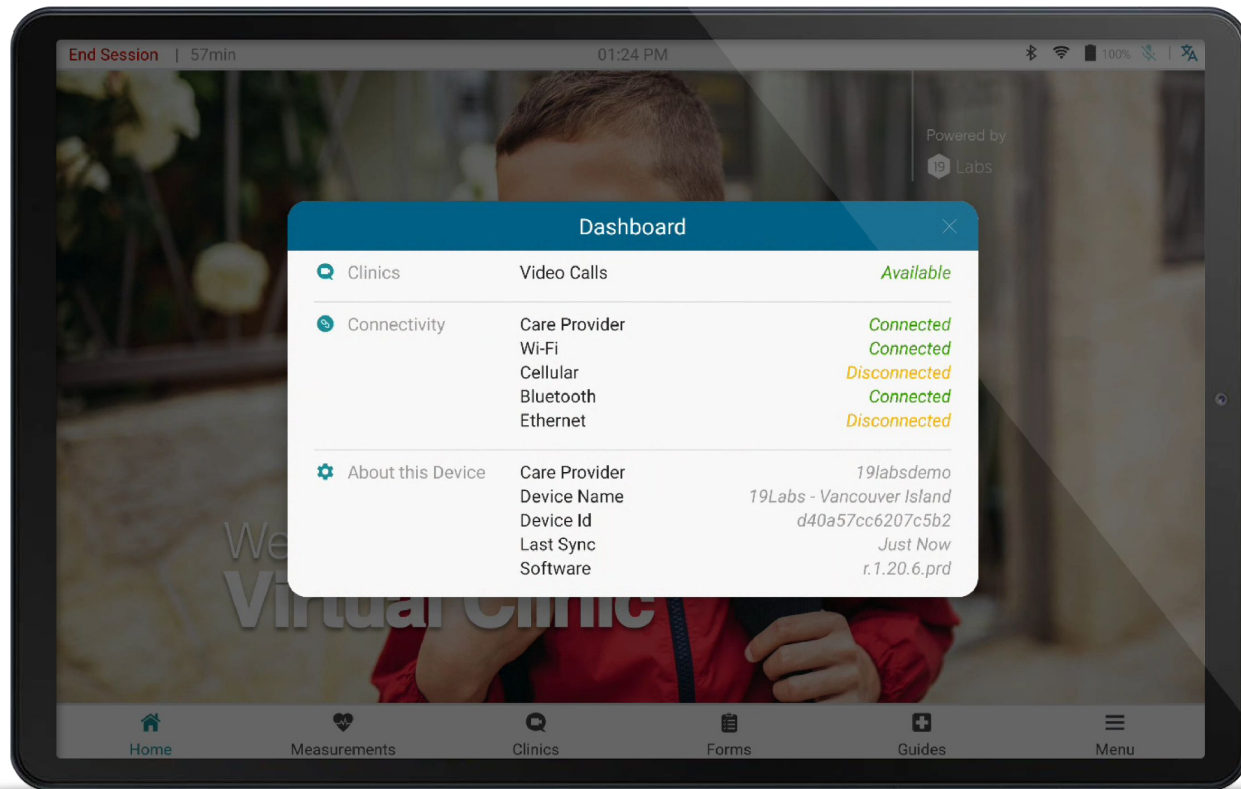 End Session | 57min 01:24 PM 100%
Powered by
19 Labs
Dashboard
Clinics Video Calls Available
Connectivity Care Provider Connected
Wi-Fi Connected
Cellular Disconnected
Bluetooth Connected
Ethernet Disconnected
About this Device Care Provider 19labsdemo
Device Name 19Labs - Vancouver Island
Device Id d40a57cc6207c5b2
Last Sync Just Now
Software r.1.20.6.prd
We
Virtual Clinic
Home Measurements Clinics Forms Guides Menu